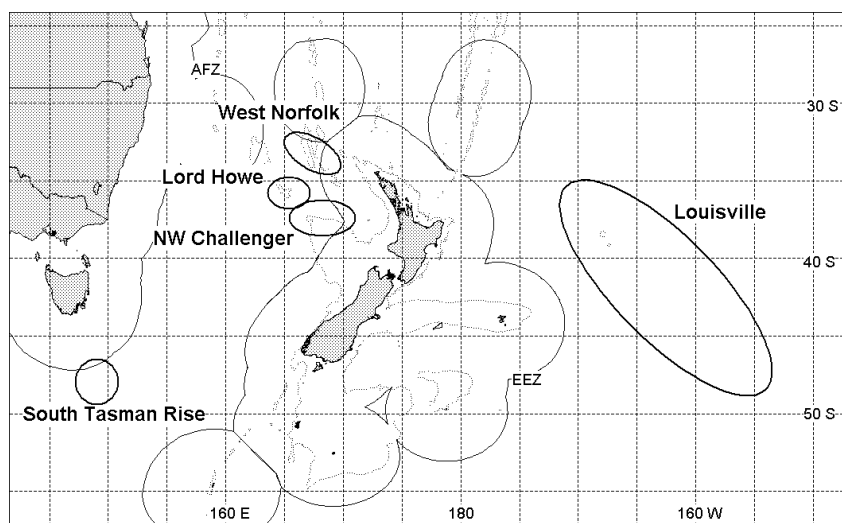 AFZ
West Norfolk
30 S
Lord Howe
Louisville
NW Challenger
40 S
EEZ
South Tasman Rise
50 S
160 E
180
160 W